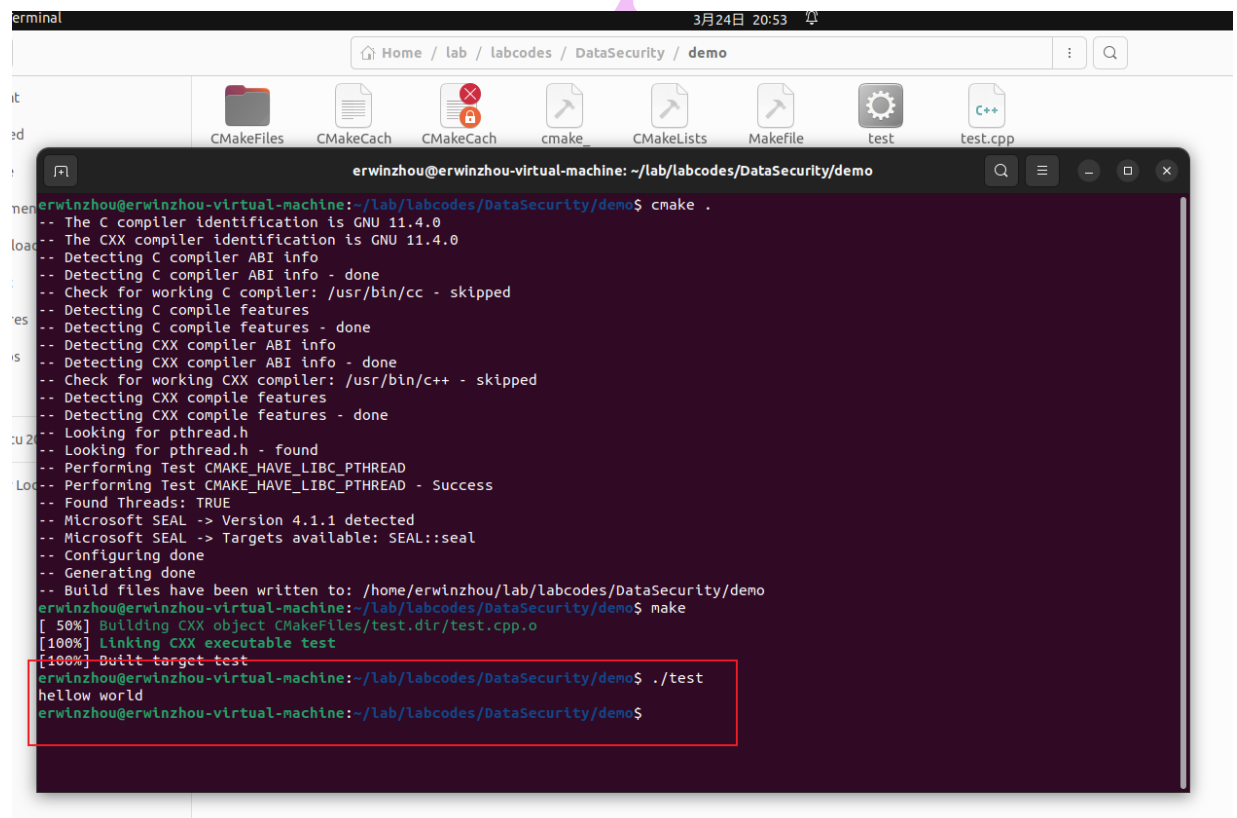 erminal 3月24日 20:53
Home / lab / labcodes / DataSecurity / demo
CMakeFiles CMakeCach CMakeCach cmake_ CMakeLists Makefile test test.cpp
C++
erwinzhou@erwinzhou-virtual-machine: ~/lab/labcodes/DataSecurity/demo
erwinzhou@erwinzhou-virtual-machine:~/lab/labcodes/DataSecurity/demo$ cmake .
-- The C compiler identification is GNU 11.4.0
-- The CXX compiler identification is GNU 11.4.0
-- Detecting C compiler ABI info
-- Detecting C compiler ABI info - done
-- Check for working C compiler: /usr/bin/cc - skipped
-- Detecting C compile features
-- Detecting C compile features - done
-- Detecting CXX compiler ABI info
-- Detecting CXX compiler ABI info - done
-- Check for working CXX compiler: /usr/bin/c++ - skipped
-- Detecting CXX compile features
-- Detecting CXX compile features - done
-- Looking for pthread.h
-- Looking for pthread.h - found
-- Performing Test CMAKE_HAVE_LIBC_PTHREAD
-- Performing Test CMAKE_HAVE_LIBC_PTHREAD - Success
-- Found Threads: TRUE
-- Microsoft SEAL -> Version 4.1.1 detected
-- Microsoft SEAL -> Targets available: SEAL::seal
-- Configuring done
-- Generating done
-- Build files have been written to: /home/erwinzhou/lab/labcodes/DataSecurity/demo
erwinzhou@erwinzhou-virtual-machine:~/lab/labcodes/DataSecurity/demo$ make
[ 50%] Building CXX object CMakeFiles/test.dir/test.cpp.o
[100%] Linking CXX executable test
[100%] Built target test
erwinzhou@erwinzhou-virtual-machine:~/lab/labcodes/DataSecurity/demo$ ./test
hellow world
erwinzhou@erwinzhou-virtual-machine:~/lab/labcodes/DataSecurity/demo$